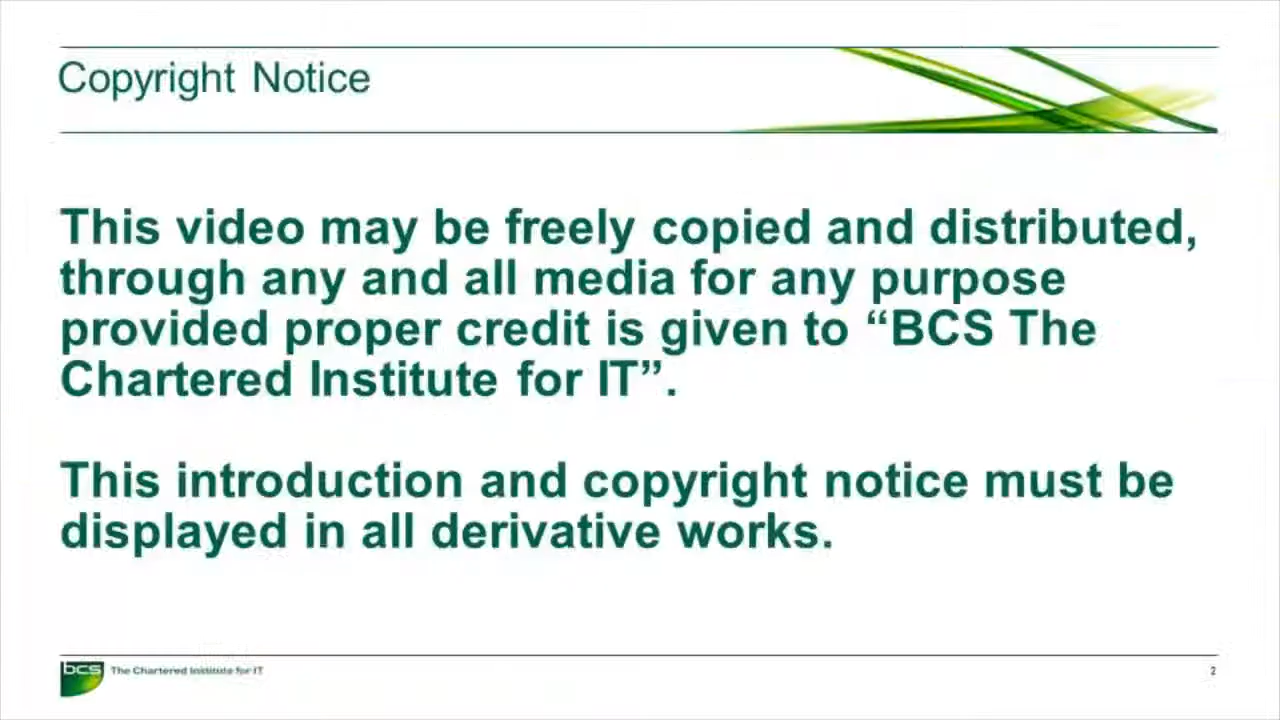 Copyright Notice
This video may be freely copied and distributed,
through any and all media for any purpose
provided proper credit is given to “BCS The
Chartered Institute for IT”.
This introduction and copyright notice must be
displayed in all derivative works.
bcs The Chartered Institute for IT
2